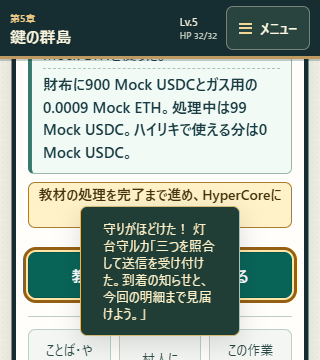 第5章
鍵の群島
Lv.5
HP 32/32
メニュー
財布に900 Mock USDCとガス用の
0.0009 Mock ETH。処理中は99
Mock USDC。ハイリキで使える分は0
Mock USDC。
教材の処理を完了まで進め、HyperCoreに
守りがほどけた！ 灯
台守ルカ「三つを照合
して送信を受け付け
た。到着の知らせと、
今回の明細まで見届
けよう。」
教
る
ことば・や
村人に
この作業